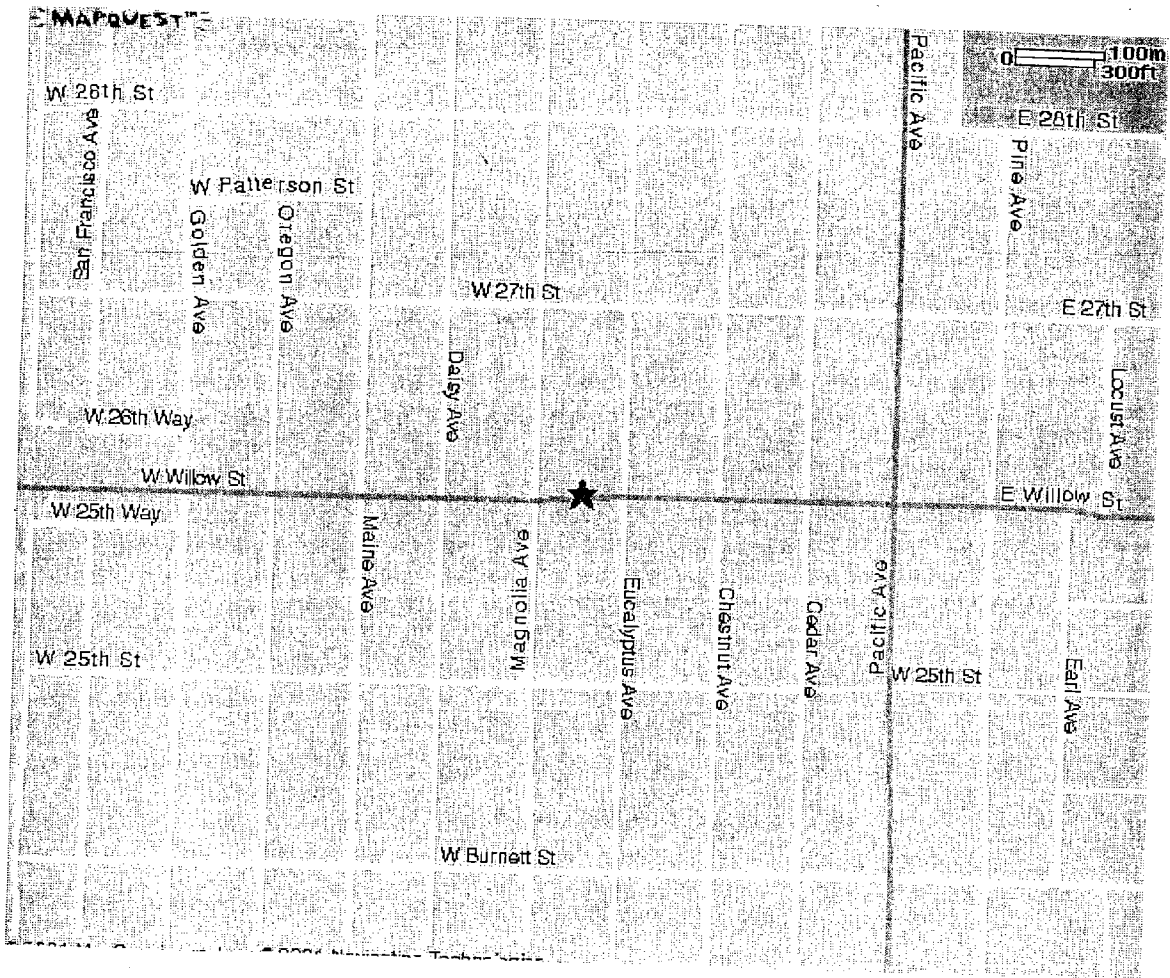 MAPQUEST
Pacific Ave
0 100m
300ft
W 28th St
E 28th St
San Francisco Ave
Pine Ave
W Patterson St
Golden Ave
Oregon Ave
W 27th St
E 27th St
Daisy Ave
Locust Ave
W 26th Way
W Willow St
E Willow St
W 25th Way
Maine Ave
Magnolia Ave
Eucalyptus Ave
Chestnut Ave
Cedar Ave
Pacific Ave
W 25th St
W 25th St
Earl Ave
W Burnett St